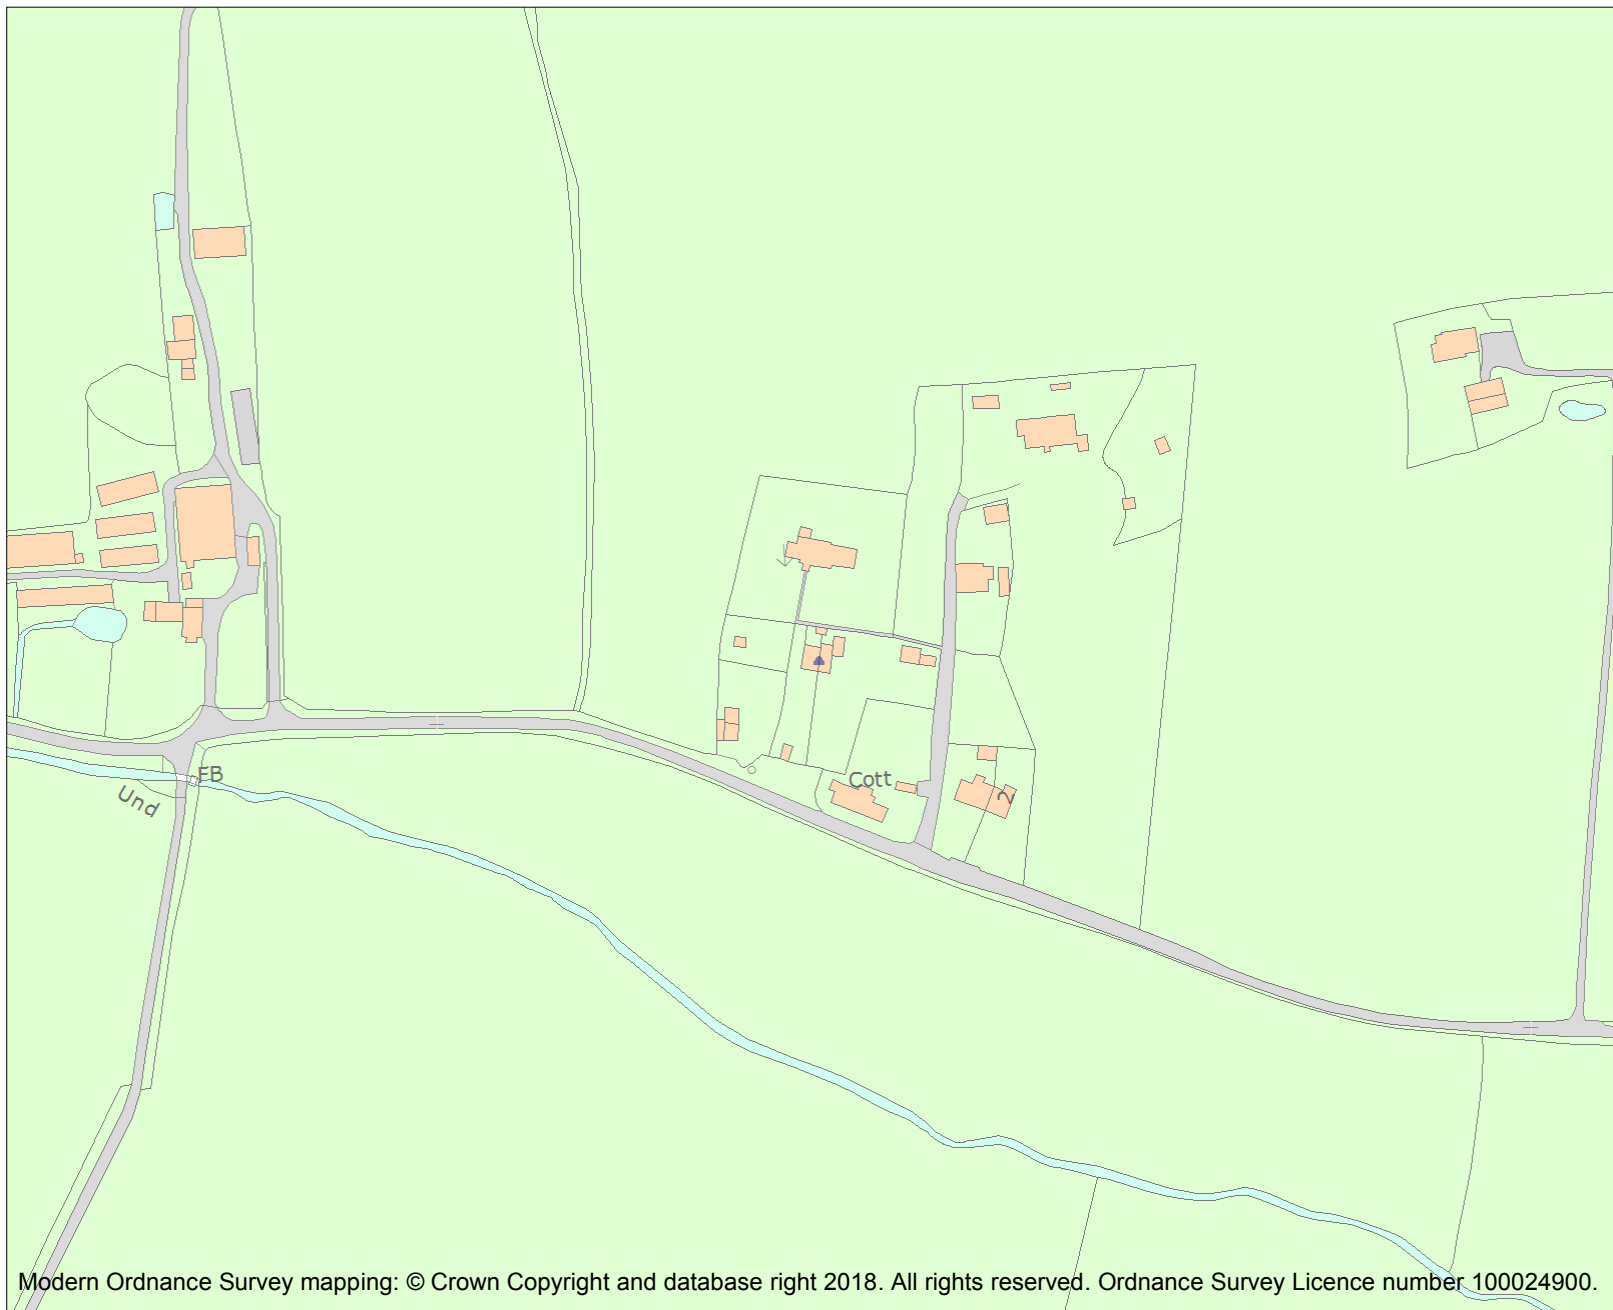 FB
Cott
Und
2
Modern Ordnance Survey mapping: © Crown Copyright and database right 2018. All rights reserved. Ordnance Survey Licence number 100024900.